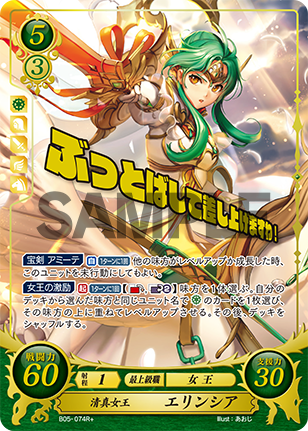 5
3
ぶっとばして差し上げますわ!
SAMPLE
宝剣 アミーテ 自 1ターンに1回 他の味方がレベルアップか成長した時、
このユニットを未行動にしてもよい。
女王の激励 起 1ターンに1回 [ 、 2] 味方を1体選ぶ。自分の
デッキから選んだ味方と同じユニット名で のカードを1枚選び、
その味方の上に重ねてレベルアップさせる。その後、デッキを
シャッフルする。
戦闘力 60 射程 1 最上級職 女王 支援力 30
清真女王 エリンシア
B05-074R+ Illust:あおじ